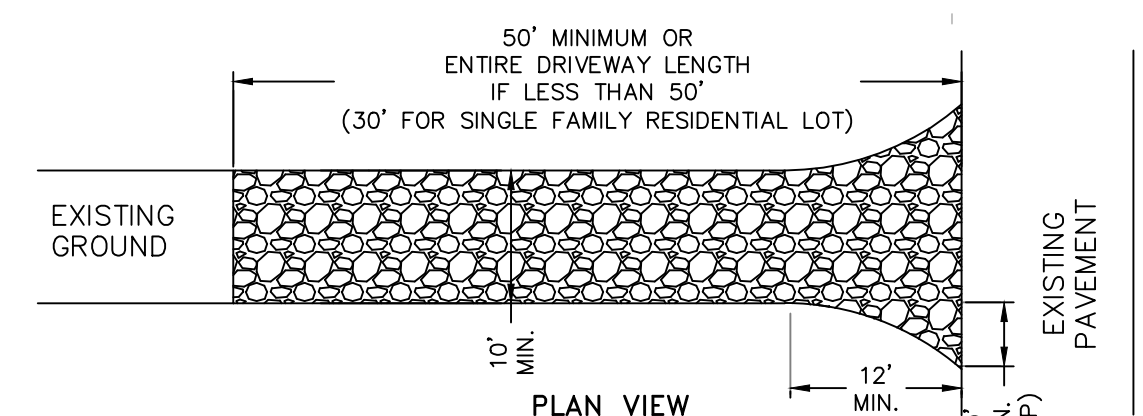 50' MINIMUM OR
ENTIRE DRIVEWAY LENGTH
IF LESS THAN 50'
(30' FOR SINGLE FAMILY RESIDENTIAL LOT)
EXISTING
GROUND
EXISTING
PAVEMENT
10'
MIN.
12'
MIN.
PLAN VIEW